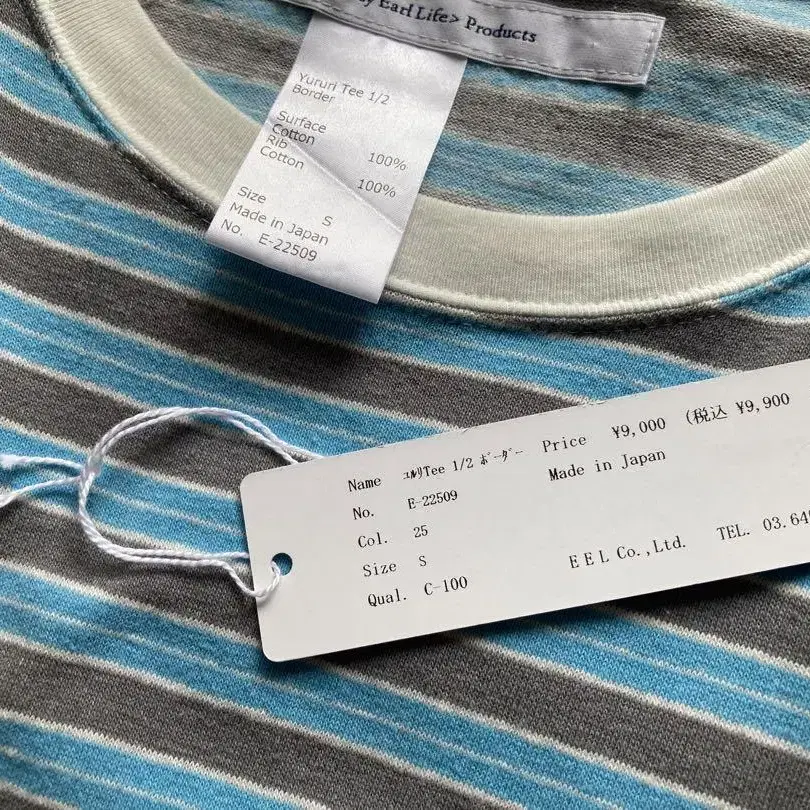 by Earl Life> Products
Yururi Tee 1/2
Border
Surface
Cotton 100%
Rib
Cotton 100%
Size S
Made in Japan
No. E-22509
Name ﾕﾙﾘTee 1/2 ﾎﾞｰﾀﾞｰ Price ¥9,000 (税込 ¥9,900
No. E-22509 Made in Japan
Col. 25
Size S E E L Co.,Ltd. TEL. 03.64
Qual. C-100